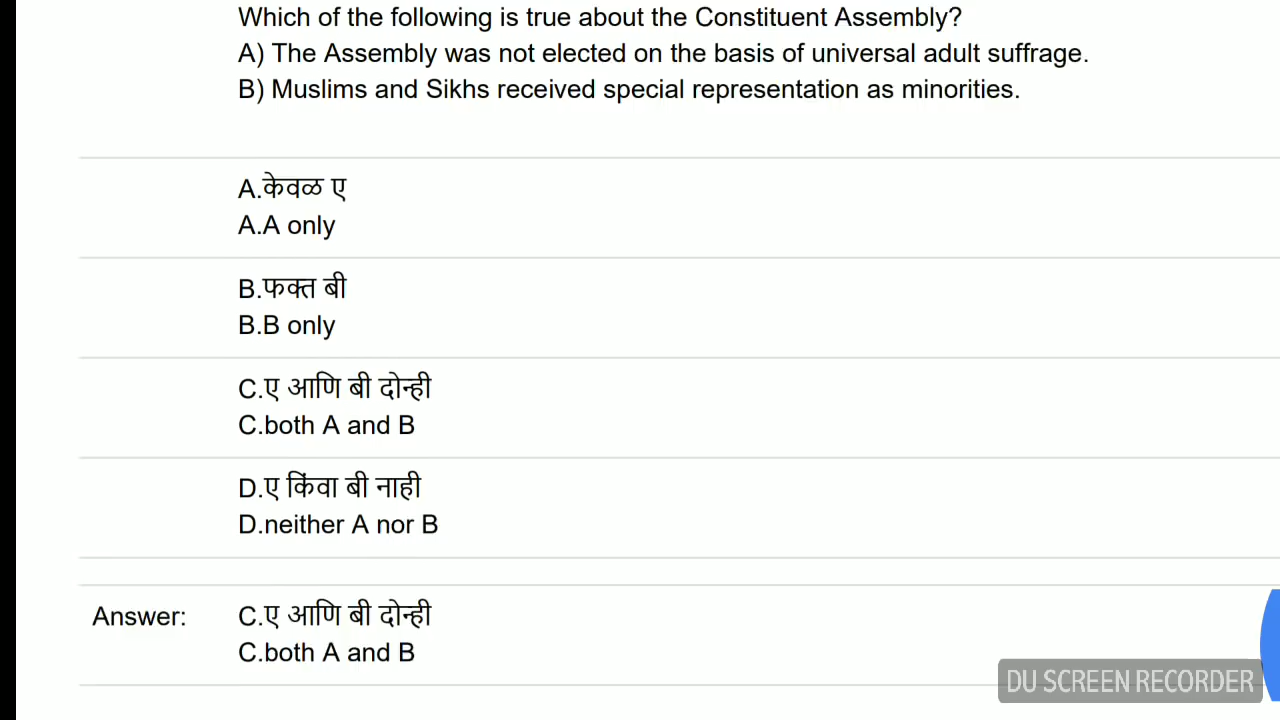 Which of the following is true about the Constituent Assembly?
A) The Assembly was not elected on the basis of universal adult suffrage.
B) Muslims and Sikhs received special representation as minorities.
A.केवळ ए
A.A only
B.फक्त बी
B.B only
C.ए आणि बी दोन्ही
C.both A and B
D.ए किंवा बी नाही
D.neither A nor B
Answer: C.ए आणि बी दोन्ही
C.both A and B
DU SCREEN RECORDER